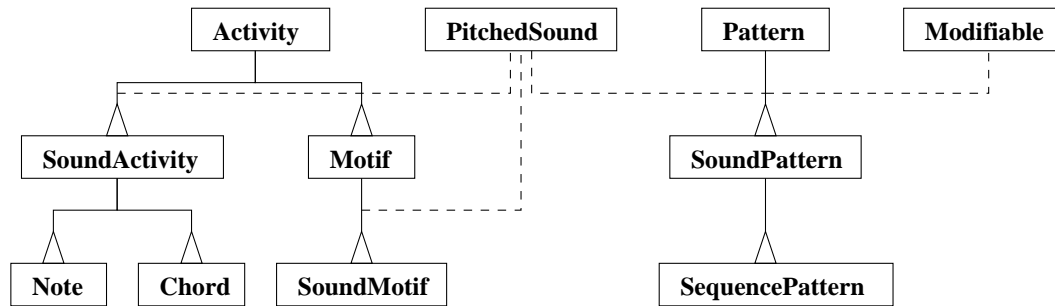 Activity
PitchedSound
Pattern
Modifiable
SoundActivity
Motif
SoundPattern
Note
Chord
SoundMotif
SequencePattern